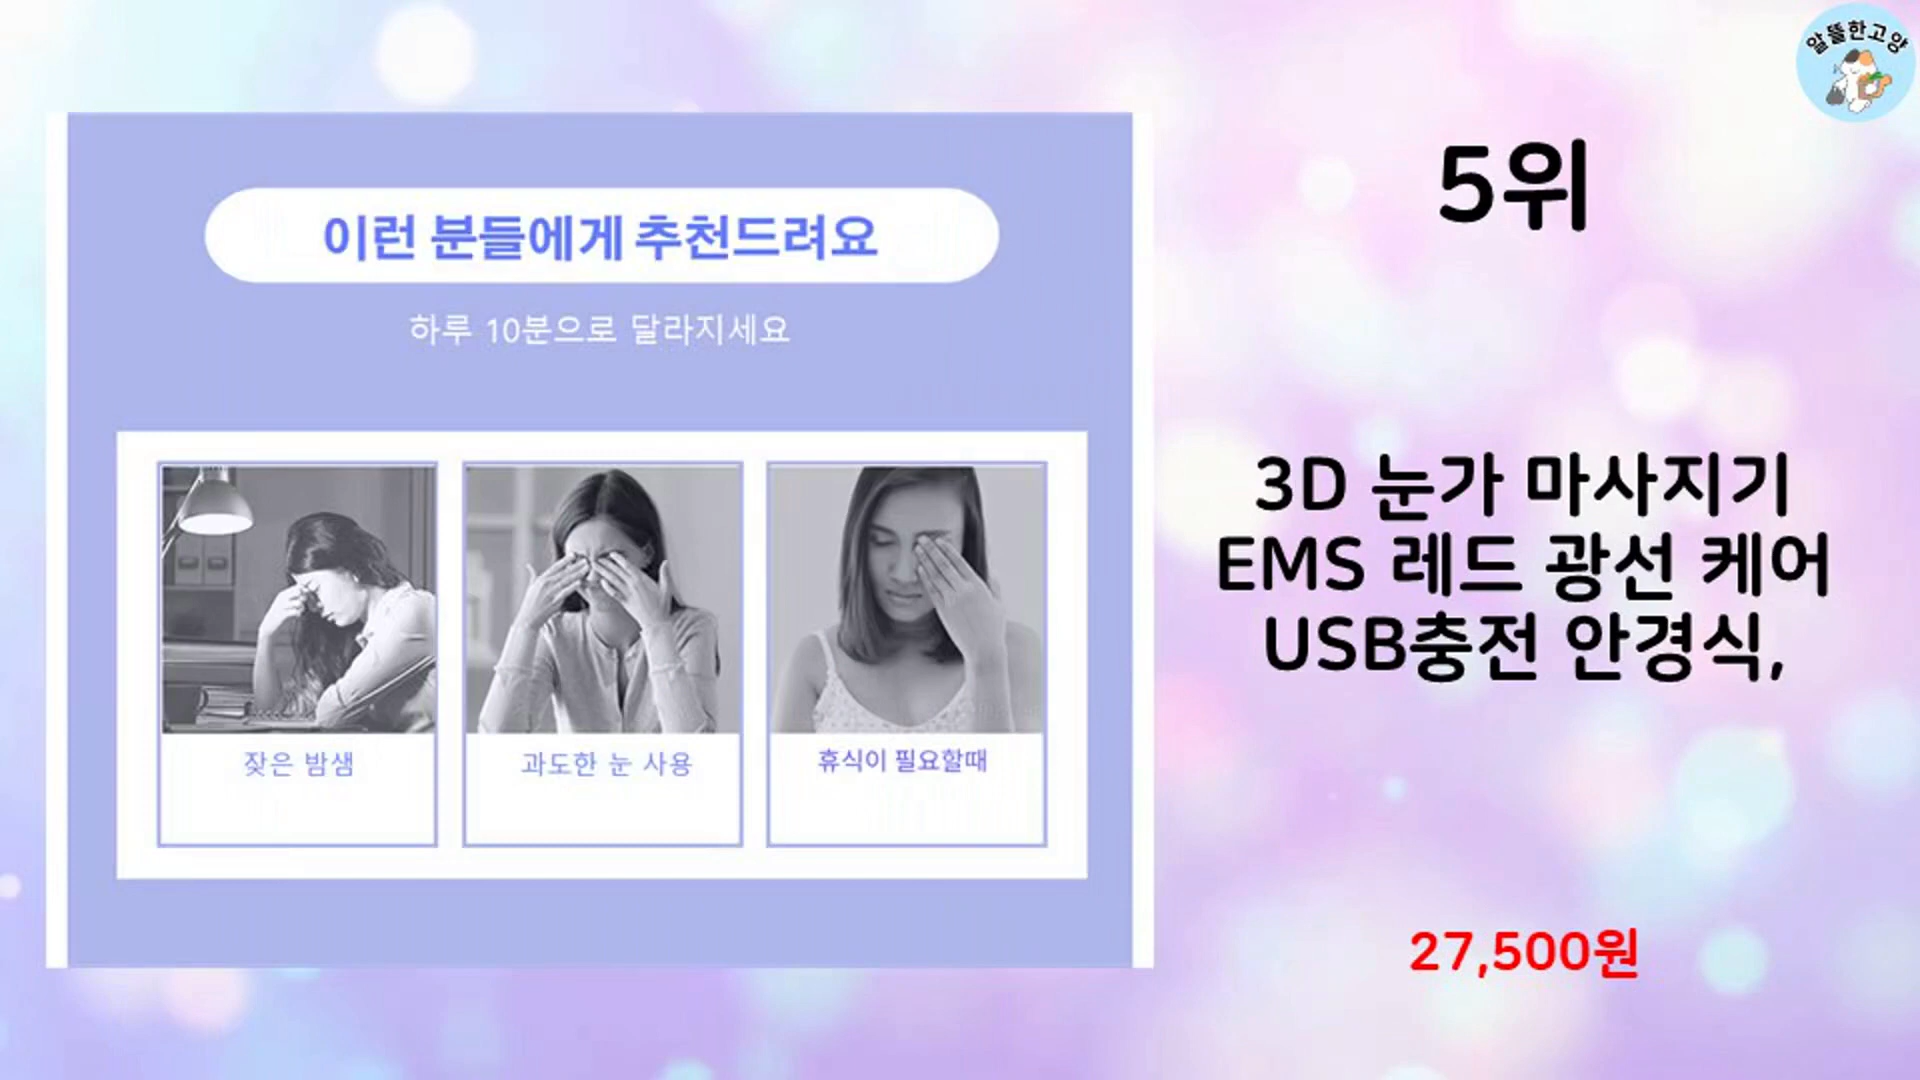 알뜰한고양
5위
이런 분들에게 추천드려요
하루 10분으로 달라지세요
잦은 밤샘
과도한 눈 사용
휴식이 필요할때
3D 눈가 마사지기
EMS 레드 광선 케어
USB충전 안경식,
27,500원